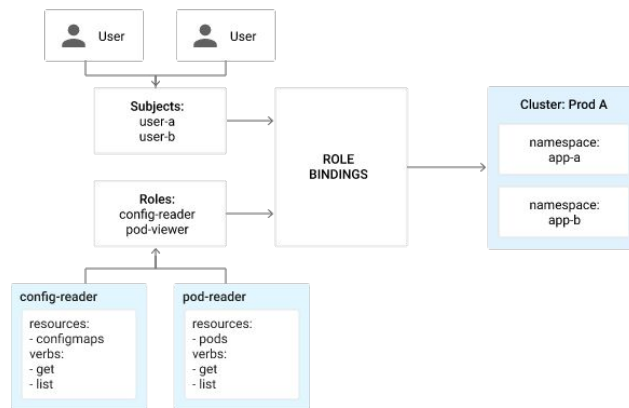 User
User
Subjects:
user-a
user-b
ROLE
BINDINGS
Cluster: Prod A
namespace:
app-a
namespace:
app-b
Roles:
config-reader
pod-viewer
config-reader
resources:
- configmaps
verbs:
- get
- list
pod-reader
resources:
- pods
verbs:
- get
- list